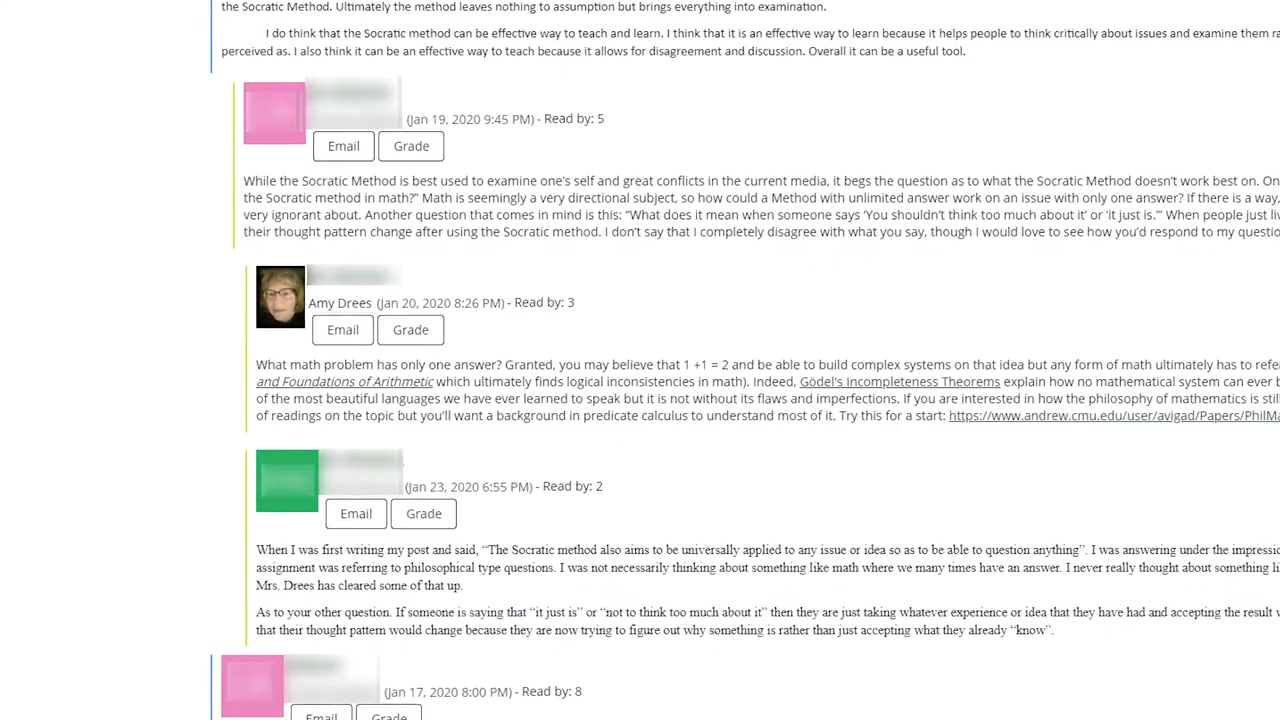 the Socratic Method. Ultimately the method leaves nothing to assumption but brings everything into examination.
I do think that the Socratic method can be effective way to teach and learn. I think that it is an effective way to learn because it helps people to think critically about issues and examine them
perceived as. I also think it can be an effective way to teach because it allows for disagreement and discussion. Overall it can be a useful tool.
(Jan 19, 2020 9:45 PM) - Read by: 5
Email Grade
While the Socratic Method is best used to examine one's self and great conflicts in the current media, it begs the question as to what the Socratic Method doesn't work best on.
the Socratic method in math?" Math is seemingly a very directional subject, so how could a Method with unlimited answer work on an issue with only one answer? If there is a way,
very ignorant about. Another question that comes in mind is this: "What does it mean when someone says 'You shouldn't think too much about it' or 'it just is.'" When people just
their thought pattern change after using the Socratic method. I don't say that I completely disagree with what you say, though I would love to see how you'd respond to my
Amy Drees (Jan 20, 2020 8:26 PM) - Read by: 3
Email Grade
What math problem has only one answer? Granted, you may believe that 1 +1 = 2 and be able to build complex systems on that idea but any form of math ultimately has to
and Foundations of Arithmetic which ultimately finds logical inconsistencies in math). Indeed, Gödel's Incompleteness Theorems explain how no mathematical system can ever
of the most beautiful languages we have ever learned to speak but it is not without its flaws and imperfections. If you are interested in how the philosophy of mathematics is
of readings on the topic but you'll want a background in predicate calculus to understand most of it. Try this for a start: https://www.andrew.cmu.edu/user/avigad/Papers/PhilMa
(Jan 23, 2020 6:55 PM) - Read by: 2
Email Grade
When I was first writing my post and said, "The Socratic method also aims to be universally applied to any issue or idea so as to be able to question anything". I was answering under the
assignment was referring to philosophical type questions. I was not necessarily thinking about something like math where we many times have an answer. I never really thought about something
Mrs. Drees has cleared some of that up.
As to your other question. If someone is saying that "it just is" or "not to think too much about it" then they are just taking whatever experience or idea that they have had and accepting the result
that their thought pattern would change because they are now trying to figure out why something is rather than just accepting what they already "know".
(Jan 17, 2020 8:00 PM) - Read by: 8
Email Grade